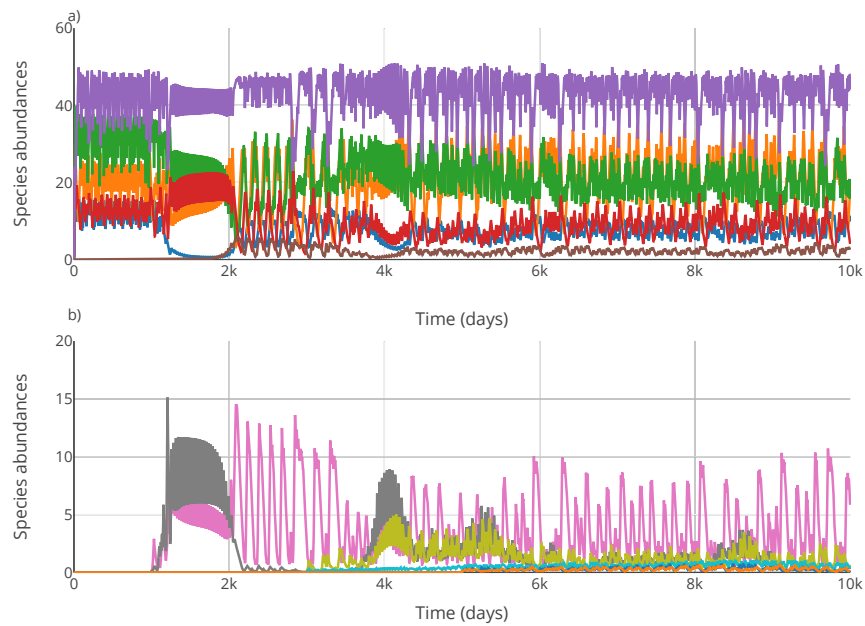 a)
60
40
20
0
0
2k
4k
6k
8k
10k
Species abundances
Time (days)
b)
20
15
10
5
0
0
2k
4k
6k
8k
10k
Species abundances
Time (days)